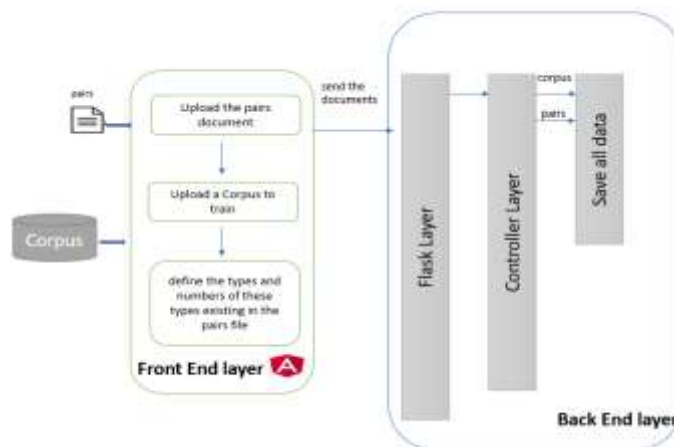 pairs
Upload the pairs
document
Upload a Corpus to
train
Corpus
define the types and
numbers of these
types existing in the
pairs file
Front End layer
A
send the
documents
Flask Layer
Controller Layer
corpus
pairs
Save all data
Back End layer